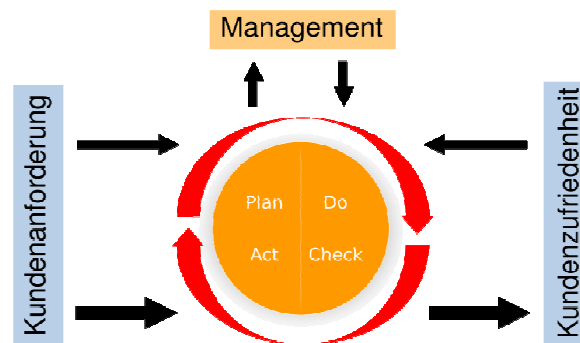 Management
Kundenanforderung
Plan
Do
Act
Check
Kundenzufriedenheit